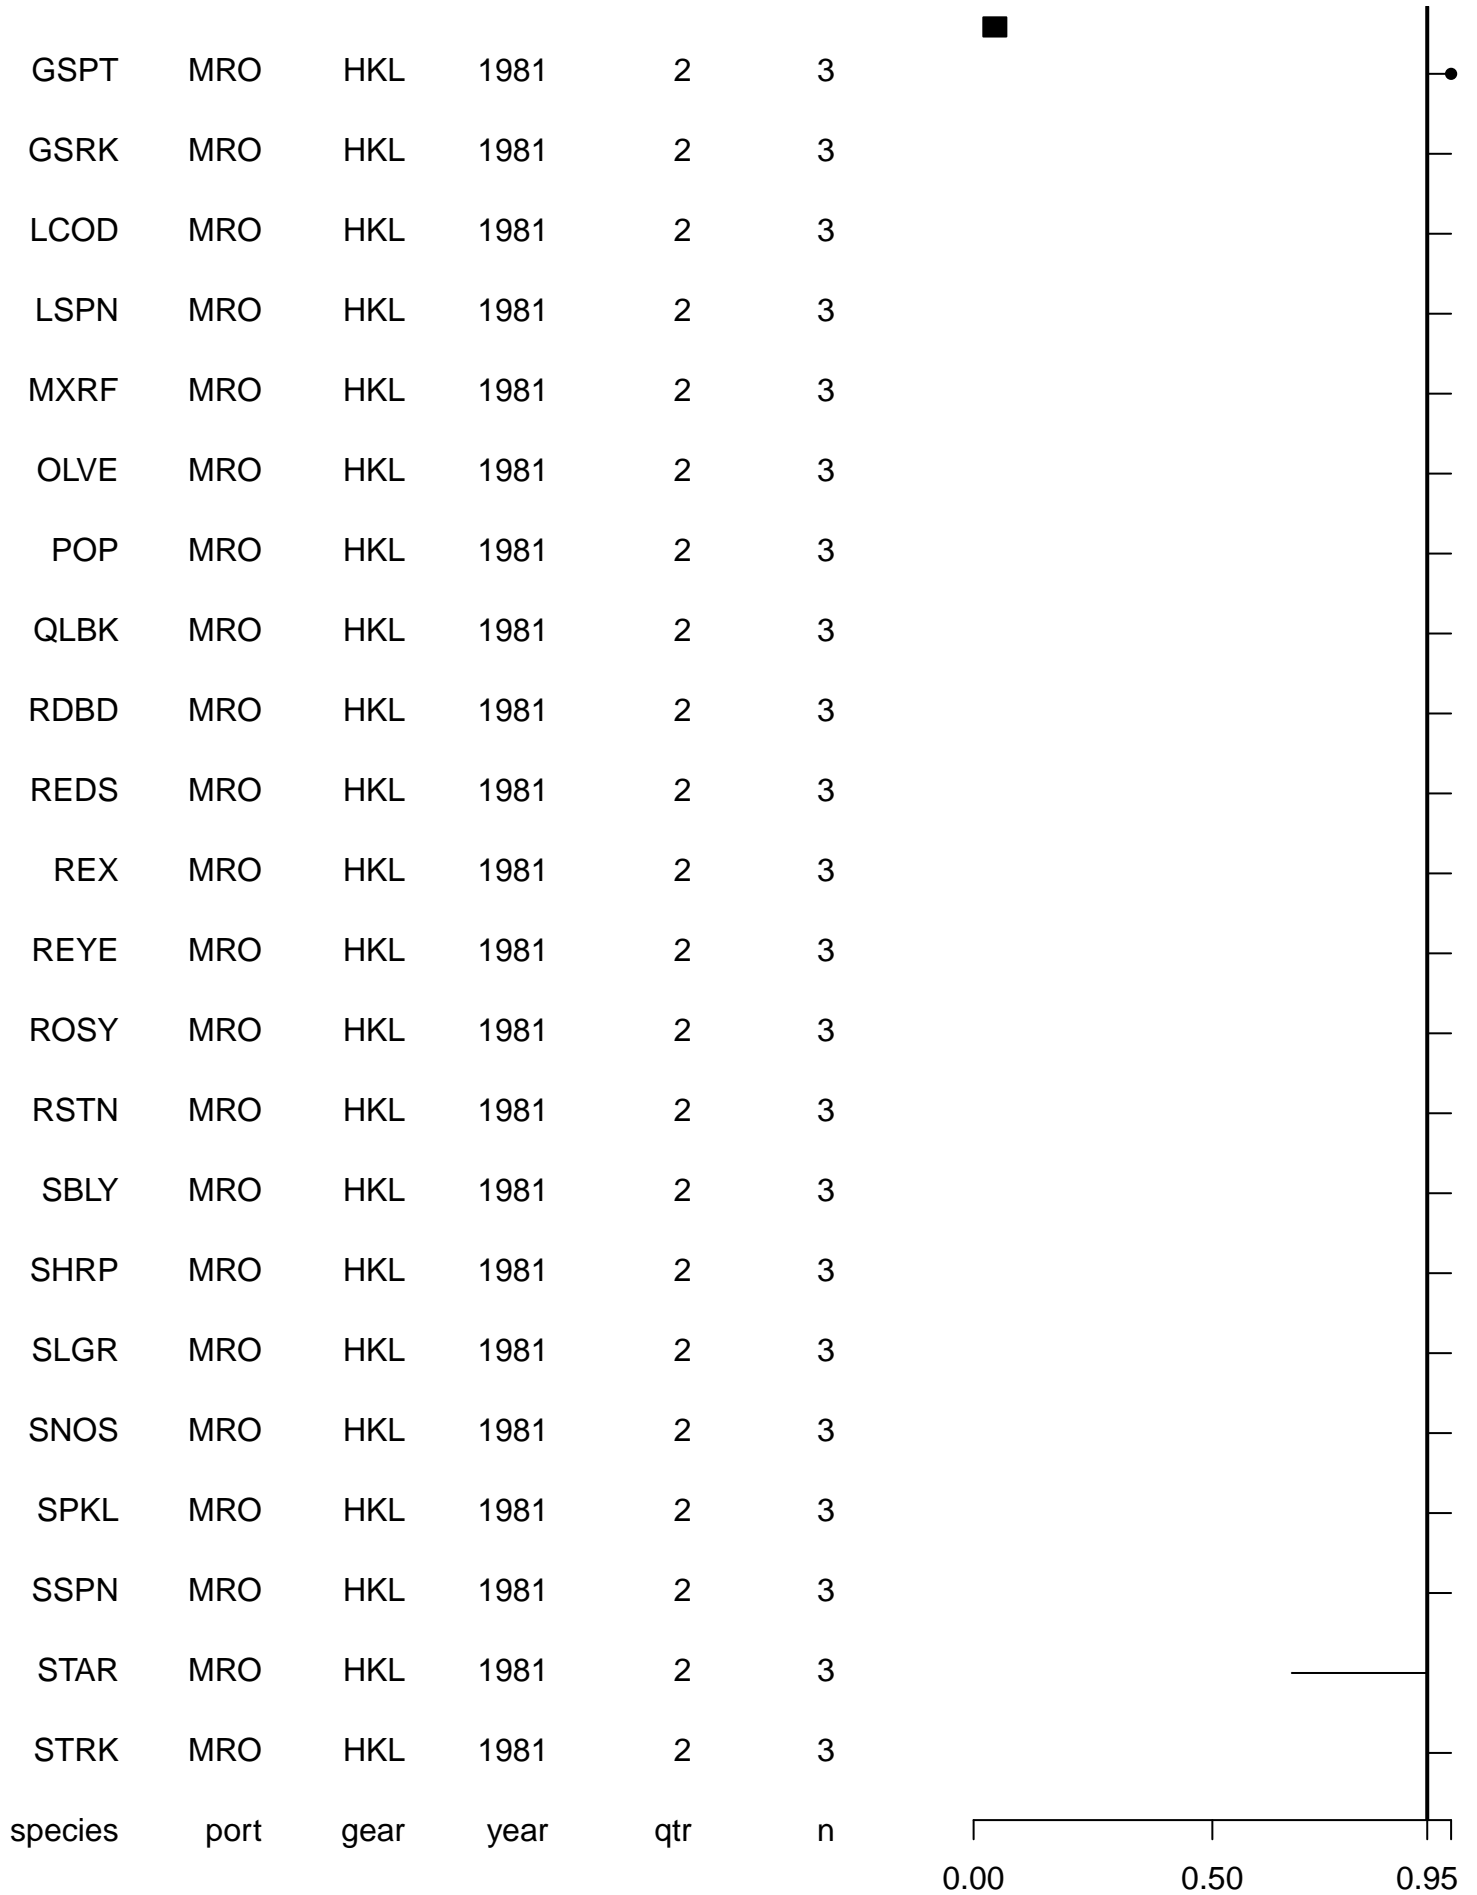 GSPT MRO HKL 1981 2 3
GSRK MRO HKL 1981 2 3
LCOD MRO HKL 1981 2 3
LSPN MRO HKL 1981 2 3
MXRF MRO HKL 1981 2 3
OLVE MRO HKL 1981 2 3
POP MRO HKL 1981 2 3
QLBK MRO HKL 1981 2 3
RDBD MRO HKL 1981 2 3
REDS MRO HKL 1981 2 3
REX MRO HKL 1981 2 3
REYE MRO HKL 1981 2 3
ROSY MRO HKL 1981 2 3
RSTN MRO HKL 1981 2 3
SBLY MRO HKL 1981 2 3
SHRP MRO HKL 1981 2 3
SLGR MRO HKL 1981 2 3
SNOS MRO HKL 1981 2 3
SPKL MRO HKL 1981 2 3
SSPN MRO HKL 1981 2 3
STAR MRO HKL 1981 2 3
STRK MRO HKL 1981 2 3
species port gear year qtr n
0.00 0.50 0.95